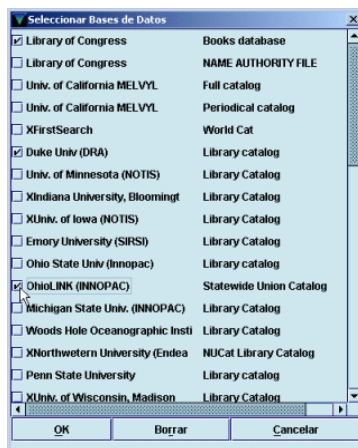 Seleccionar Bases de Datos
Library of Congress Books database
Library of Congress NAME AUTHORITY FILE
Univ. of California MELVYL Full catalog
Univ. of California MELVYL Periodical catalog
XFirstSearch World Cat
Duke Univ (DRA) Library catalog
Univ. of Minnesota (NOTIS) Library Catalog
XIndiana University, Bloomingt Library Catalog
XUniv. of Iowa (NOTIS) Library Catalog
Emory University (SIRSI) Library Catalog
Ohio State Univ (Innopac) Library catalog
OhioLINK (INNOPAC) Statewide Union Catalog
Michigan State Univ. (INNOPAC) Library Catalog
Woods Hole Oceanographic Insti Library Catalog
XNorthwetern University (Endea NUCat Library Catalog
Penn State University Library catalog
XUniv. of Wisconsin, Madison Library Catalog
OK Borrar Cancelar